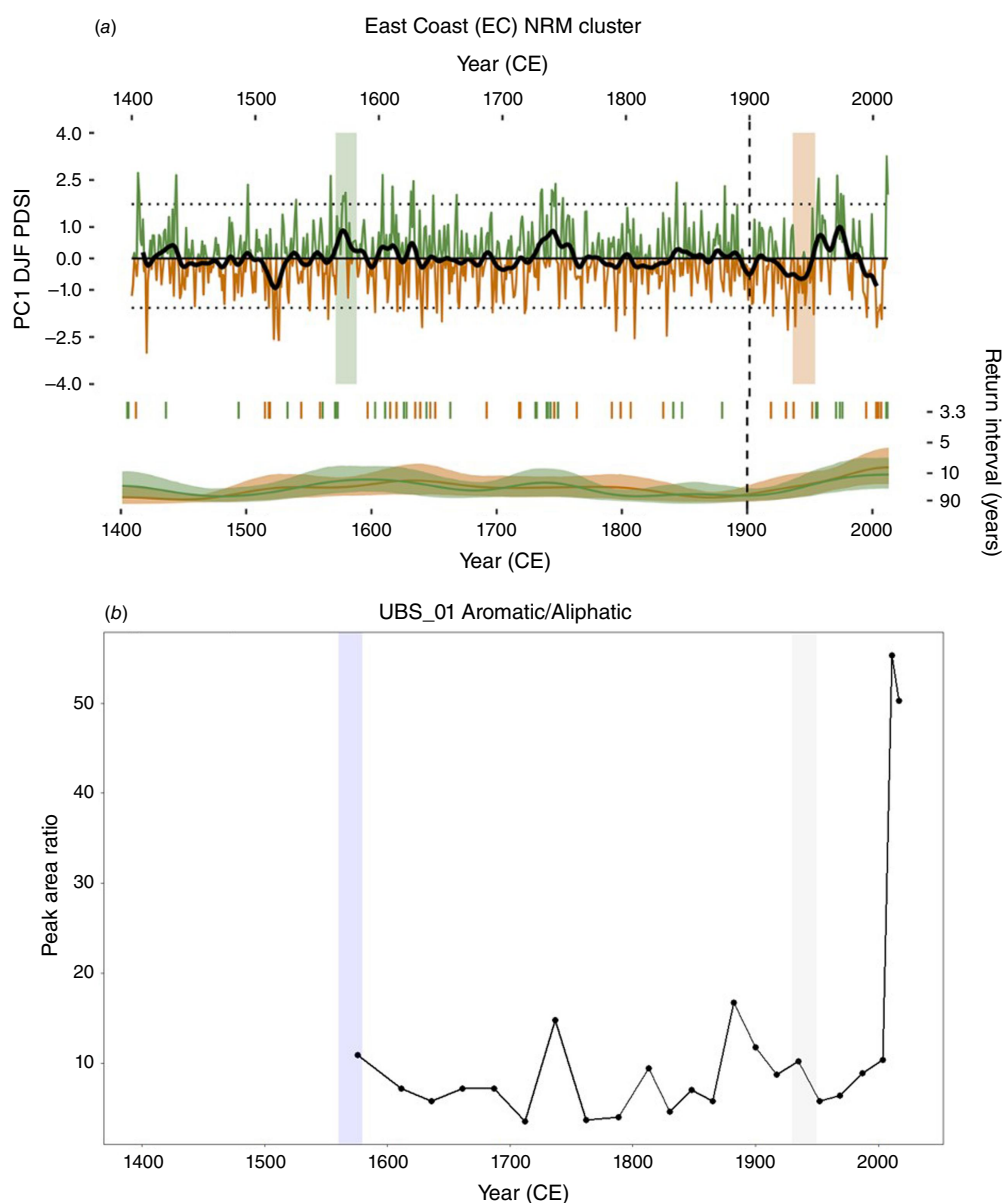 (a) East Coast (EC) NRM cluster
Year (CE)
1400 1500 1600 1700 1800 1900 2000
4.0
2.5
1.0
0.0
–1.0
–2.5
–4.0
PC1 DJF PDSI
3.3
5
10
90
Return interval (years)
1400 1500 1600 1700 1800 1900 2000
Year (CE)
(b) UBS_01 Aromatic/Aliphatic
50
40
30
20
10
Peak area ratio
1400 1500 1600 1700 1800 1900 2000
Year (CE)